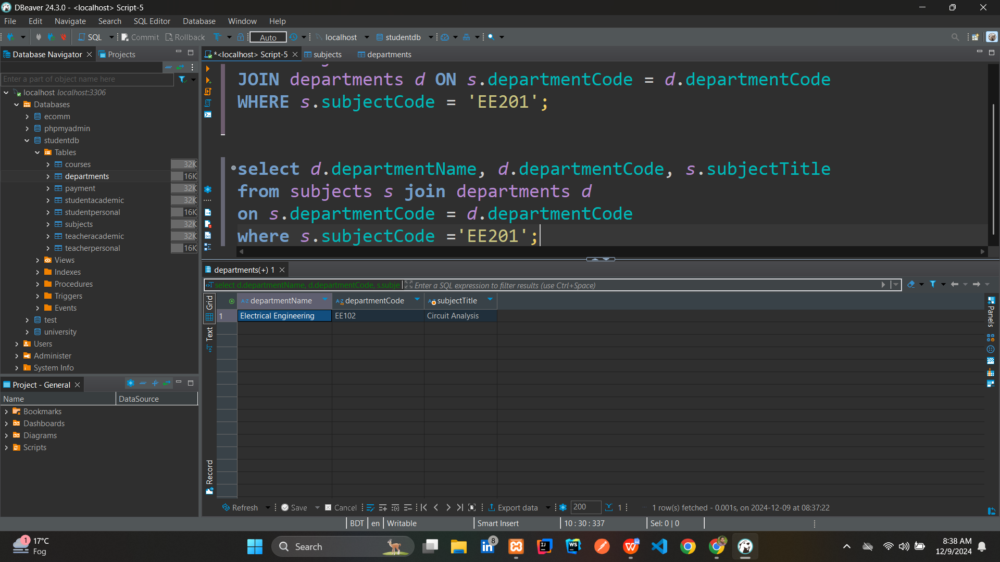 DBeaver 24.3.0 - <localhost> Script-5
File Edit Navigate Search SQL Editor Database Window Help
SQL Commit Rollback Auto localhost studentdb
Database Navigator Projects
*<localhost> Script-5 subjects departments
Enter a part of object name here
localhost localhost:3306
Databases
ecomm
phpmyadmin
studentdb
Tables
courses 32K
departments 16K
payment 32K
studentacademic 32K
studentpersonal 16K
subjects 32K
teacheracademic 32K
teacherpersonal 16K
Views
Indexes
Procedures
Triggers
Events
test
university
Users
Administer
System Info
Project - General
Name DataSource
Bookmarks
Dashboards
Diagrams
Scripts
JOIN departments d ON s.departmentCode = d.departmentCode
WHERE s.subjectCode = 'EE201';
select d.departmentName, d.departmentCode, s.subjectTitle
from subjects s join departments d
on s.departmentCode = d.departmentCode
where s.subjectCode ='EE201';
departments(+) 1
select d.departmentName, d.departmentCode, s.subje Enter a SQL expression to filter results (use Ctrl+Space)
Grid
Text
Record
departmentName departmentCode subjectTitle
1 Electrical Engineering EE102 Circuit Analysis
Panels
Refresh Save Cancel Export data 200 1 1 row(s) fetched - 0.001s, on 2024-12-09 at 08:37:22
BDT en Writable Smart Insert 10 : 30 : 337 Sel: 0 | 0
1 17°C
Fog
Search
8
8:38 AM
12/9/2024